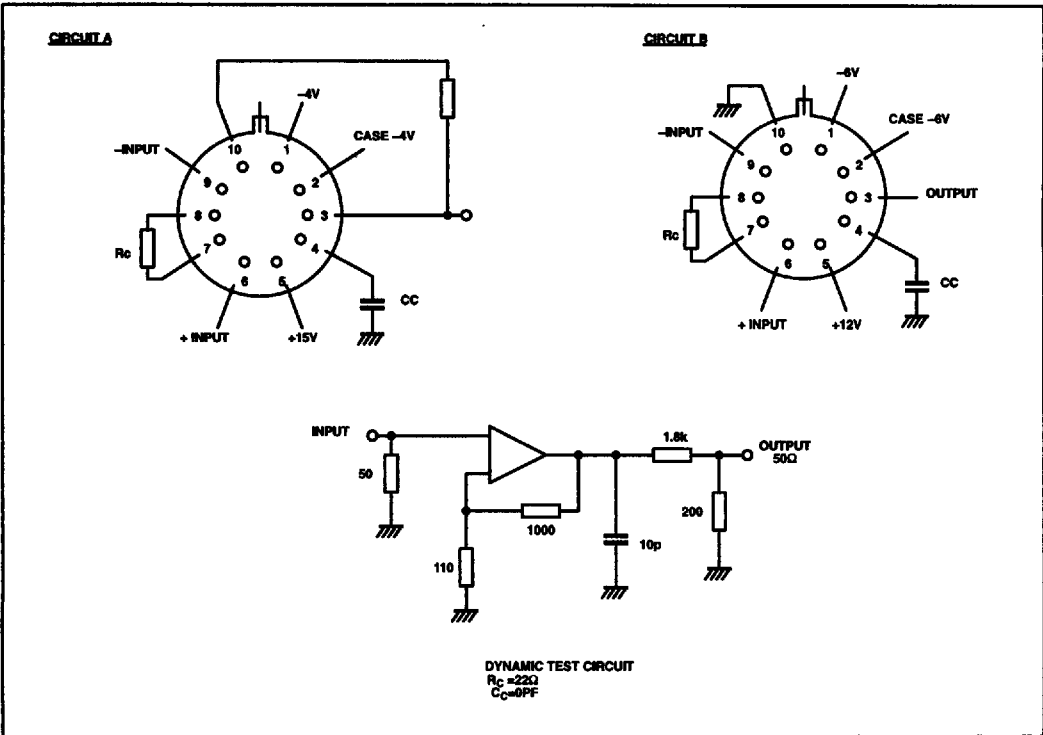 CIRCUIT A
–4V
CASE –4V
–INPUT
10
1
9
2
8
3
7
4
6
5
Rc
CC
+ INPUT
+15V
CIRCUIT B
–6V
CASE –6V
–INPUT
10
1
9
2
8
3
OUTPUT
7
4
6
5
Rc
CC
+ INPUT
+12V
INPUT
50
1.8k
OUTPUT
50Ω
1000
200
110
10p
DYNAMIC TEST CIRCUIT
RC =22Ω
CC=0PF